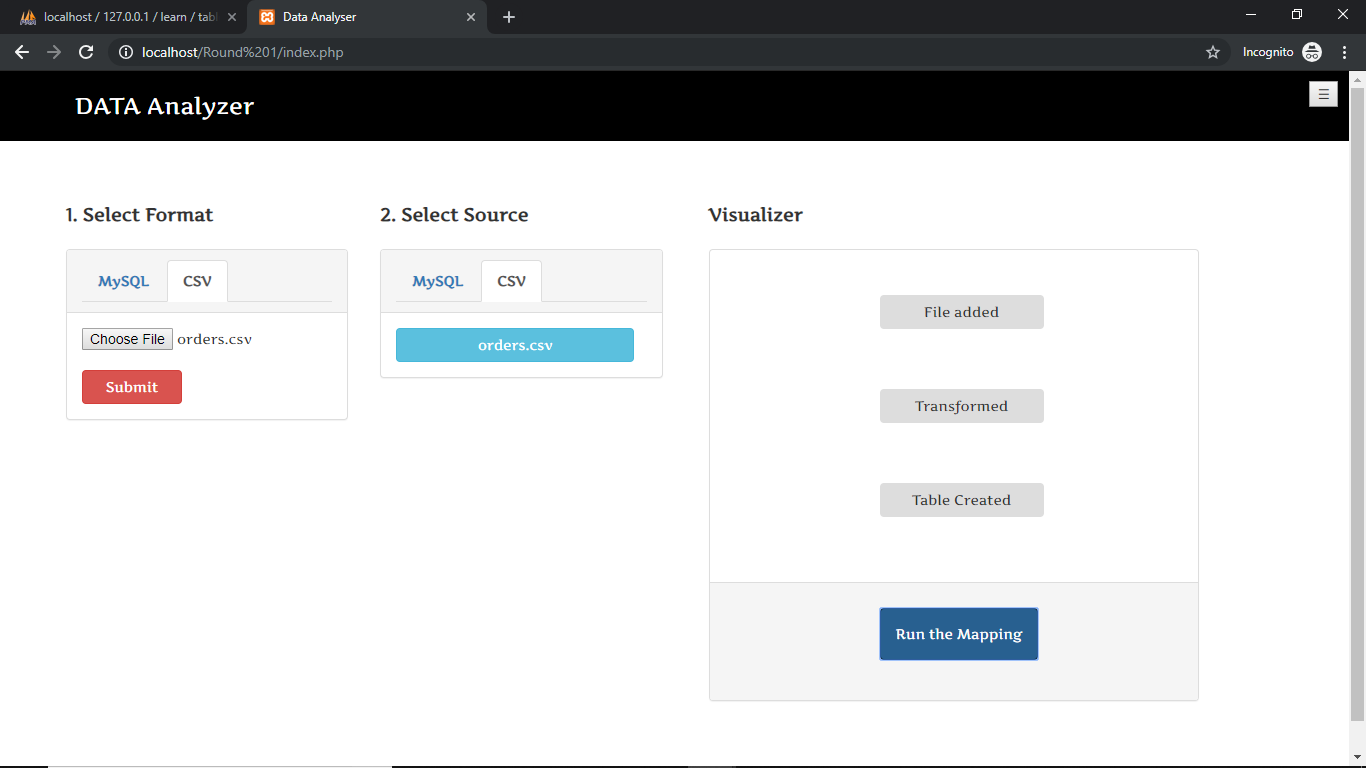 localhost / 127.0.0.1 / learn / tab
Data Analyser
localhost/Round%201/index.php
Incognito
DATA Analyzer
1. Select Format
MySQL
CSV
Choose File orders.csv
Submit
2. Select Source
MySQL
CSV
orders.csv
Visualizer
File added
Transformed
Table Created
Run the Mapping